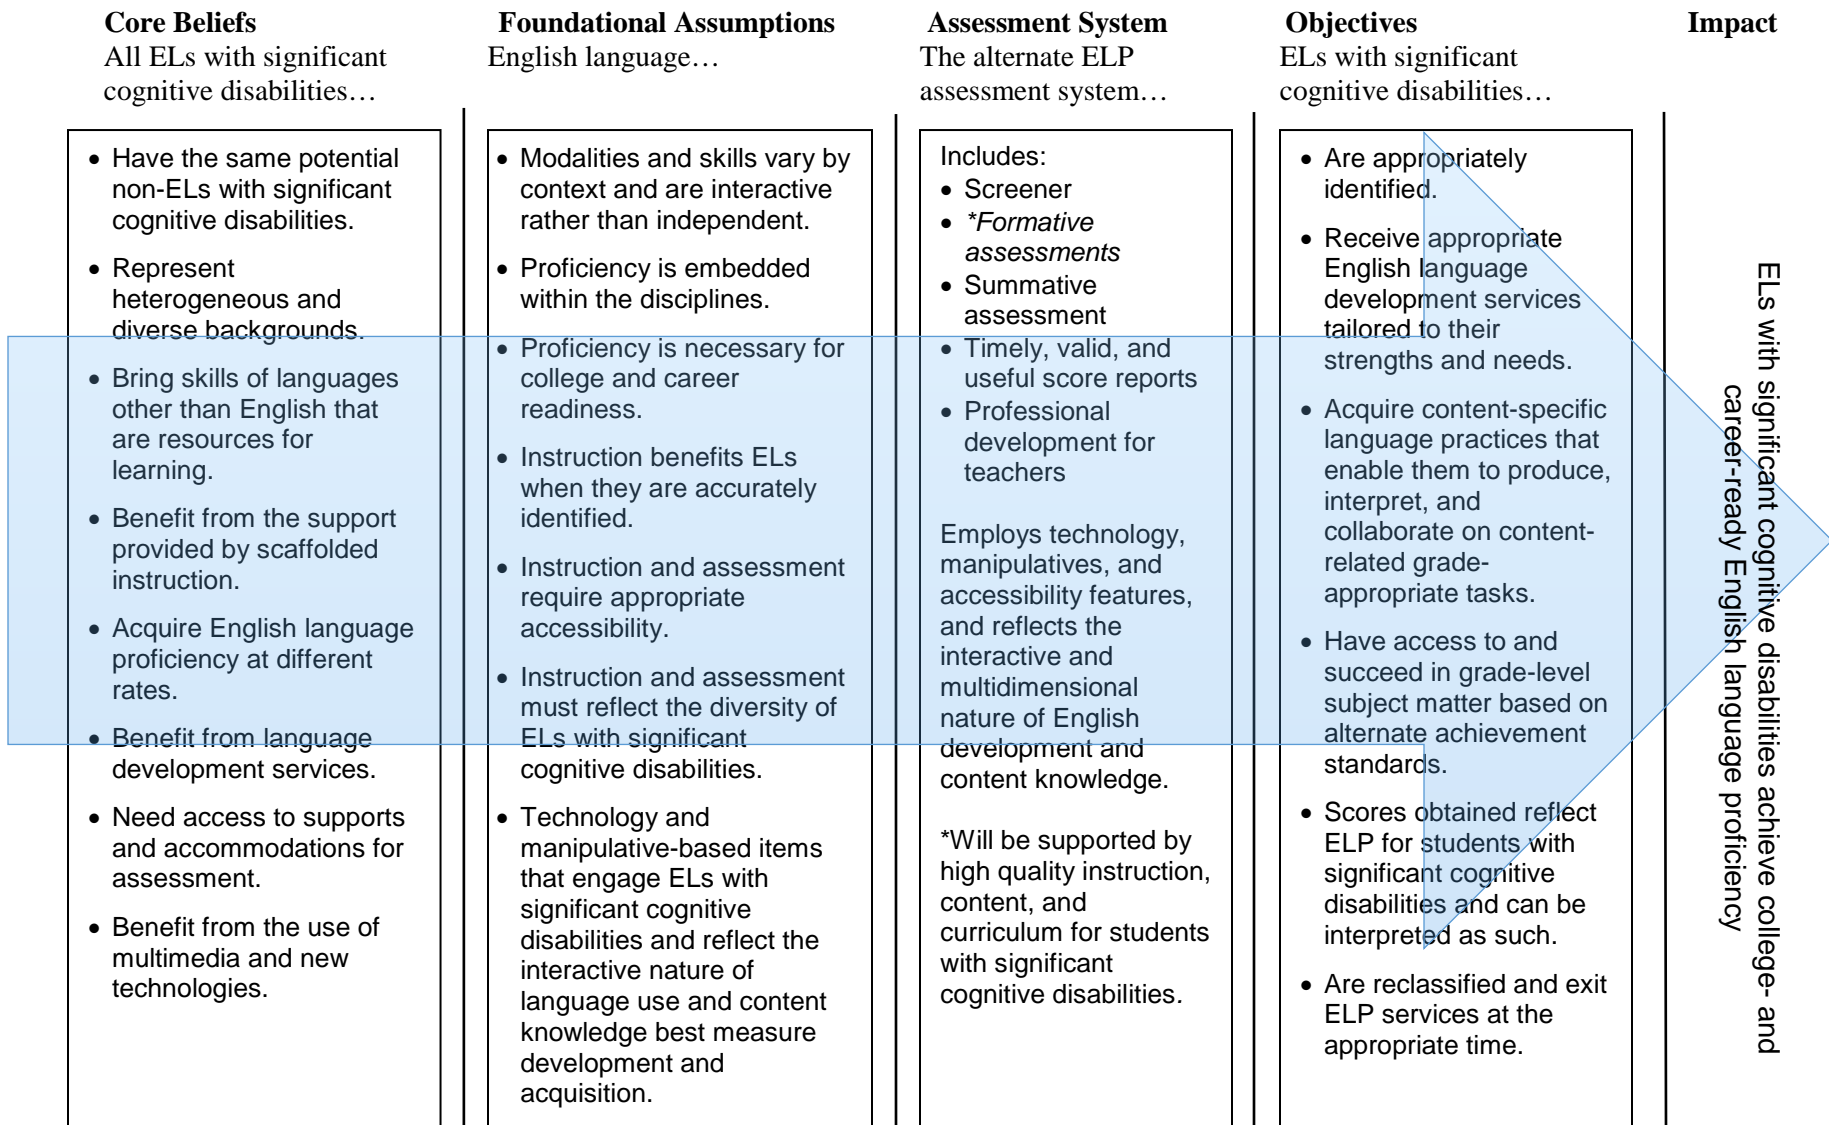 Core Beliefs
All ELs with significant
cognitive disabilities…
• Have the same potential
non-ELs with significant
cognitive disabilities.
• Represent
heterogeneous and
diverse backgrounds.
• Bring skills of languages
other than English that
are resources for
learning.
• Benefit from the support
provided by scaffolded
instruction.
• Acquire English language
proficiency at different
rates.
• Benefit from language
development services.
• Need access to supports
and accommodations for
assessment.
• Benefit from the use of
multimedia and new
technologies.
Foundational Assumptions
English language…
• Modalities and skills vary by
context and are interactive
rather than independent.
• Proficiency is embedded
within the disciplines.
• Proficiency is necessary for
college and career
readiness.
• Instruction benefits ELs
when they are accurately
identified.
• Instruction and assessment
require appropriate
accessibility.
• Instruction and assessment
must reflect the diversity of
ELs with significant
cognitive disabilities.
• Technology and
manipulative-based items
that engage ELs with
significant cognitive
disabilities and reflect the
interactive nature of
language use and content
knowledge best measure
development and
acquisition.
Assessment System
The alternate ELP
assessment system…
Includes:
• Screener
• *Formative
assessments
• Summative
assessment
• Timely, valid, and
useful score reports
• Professional
development for
teachers
Employs technology,
manipulatives, and
accessibility features,
and reflects the
interactive and
multidimensional
nature of English
development and
content knowledge.
*Will be supported by
high quality instruction,
content, and
curriculum for students
with significant
cognitive disabilities.
Objectives
ELs with significant
cognitive disabilities…
• Are appropriately
identified.
• Receive appropriate
English language
development services
tailored to their
strengths and needs.
• Acquire content-specific
language practices that
enable them to produce,
interpret, and
collaborate on content-
related grade-
appropriate tasks.
• Have access to and
succeed in grade-level
subject matter based on
alternate achievement
standards.
• Scores obtained reflect
ELP for students with
significant cognitive
disabilities and can be
interpreted as such.
• Are reclassified and exit
ELP services at the
appropriate time.
Impact
ELs with significant cognitive disabilities achieve college- and
career-ready English language proficiency